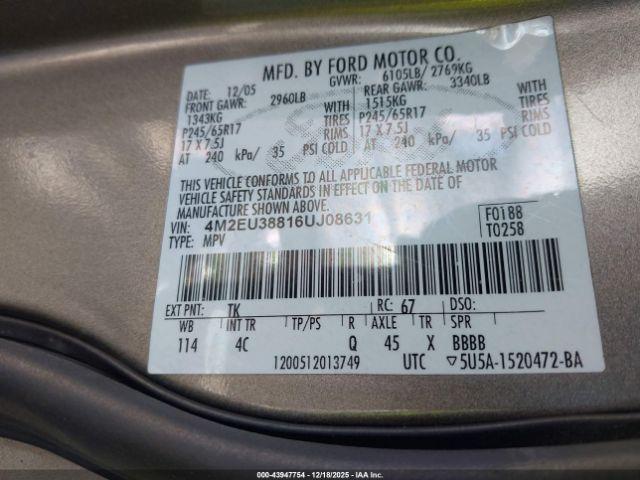 MFD. BY FORD MOTOR CO.
DATE: 12/05 GVWR: 6105LB/ 2769KG
FRONT GAWR: 2960LB REAR GAWR: 3340LB
1343KG WITH 1515KG WITH
P245/65R17 TIRES P245/65R17 TIRES
17 X 7.5J RIMS 17 X 7.5J RIMS
AT 240 kPa/ 35 PSI COLD AT 240 kPa/ 35 PSI COLD
THIS VEHICLE CONFORMS TO ALL APPLICABLE FEDERAL MOTOR
VEHICLE SAFETY STANDARDS IN EFFECT ON THE DATE OF
MANUFACTURE SHOWN ABOVE.
VIN: 4M2EU38816UJ08631 F0188
TYPE: MPV T0258
EXT PNT: TK RC: 67 DSO:
WB INT TR TP/PS R AXLE TR SPR
114 4C Q 45 X BBBB
1200512013749 UTC ▽5U5A-1520472-BA
000-43947754 | 12/18/2025 - IAA Inc.